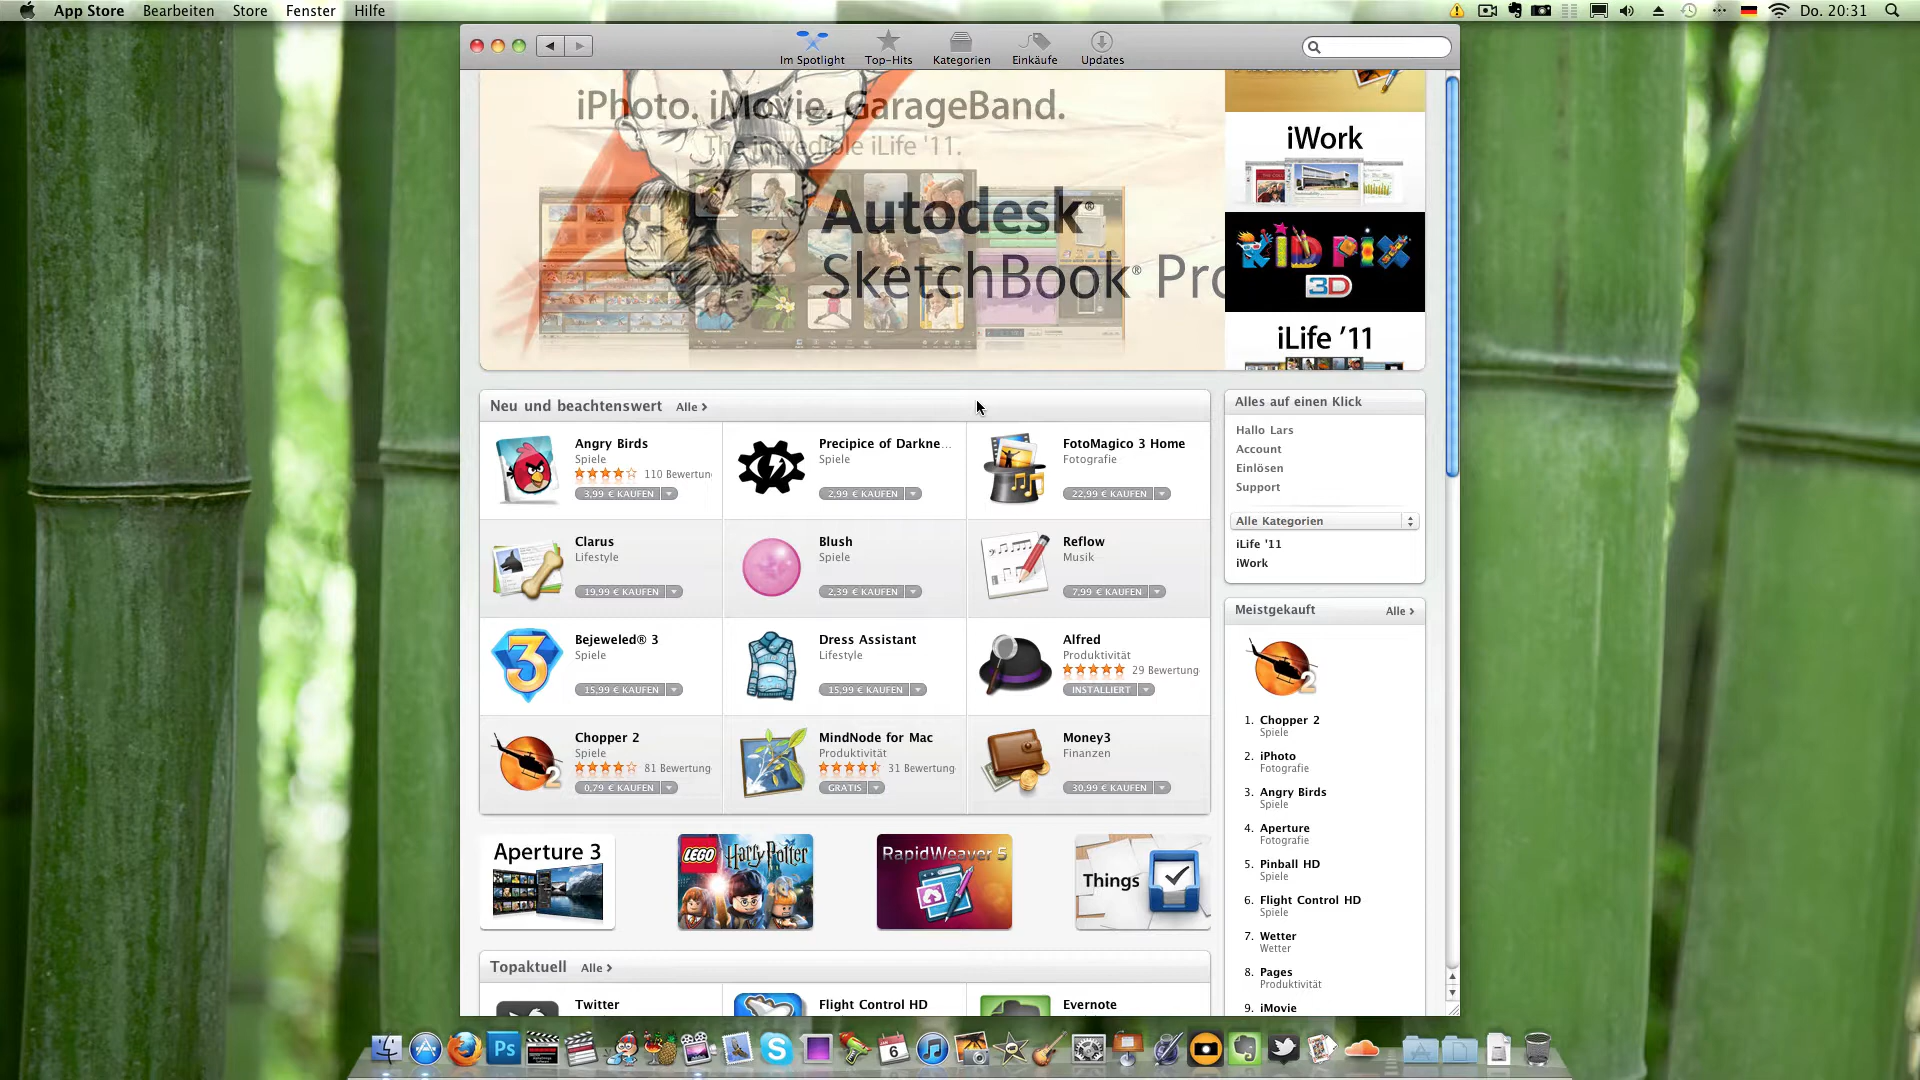 App Store Bearbeiten Store Fenster Hilfe
Do. 20:31
Im Spotlight Top-Hits Kategorien Einkäufe Updates
iPhoto. iMovie. GarageBand.
The incredible iLife '11.
Autodesk®
SketchBook® Pro
iWork
KID PIX
3D
iLife '11
Neu und beachtenswert Alle >
Angry Birds
Spiele
110 Bewertun
3,99 € KAUFEN
Precipice of Darkne...
Spiele
2,99 € KAUFEN
FotoMagico 3 Home
Fotografie
22,99 € KAUFEN
Clarus
Lifestyle
19,99 € KAUFEN
Blush
Spiele
2,39 € KAUFEN
Reflow
Musik
7,99 € KAUFEN
3
Bejeweled® 3
Spiele
15,99 € KAUFEN
Dress Assistant
Lifestyle
15,99 € KAUFEN
Alfred
Produktivität
29 Bewertung
INSTALLIERT
2
Chopper 2
Spiele
81 Bewertung
0,79 € KAUFEN
MindNode for Mac
Produktivität
31 Bewertung
GRATIS
Money3
Finanzen
30,99 € KAUFEN
Aperture 3
LEGO Harry Potter
RapidWeaver 5
Things
Topaktuell Alle >
Twitter
Flight Control HD
Evernote
Alles auf einen Klick
Hallo Lars
Account
Einlösen
Support
Alle Kategorien
iLife '11
iWork
Meistgekauft Alle >
2
1. Chopper 2
Spiele
2. iPhoto
Fotografie
3. Angry Birds
Spiele
4. Aperture
Fotografie
5. Pinball HD
Spiele
6. Flight Control HD
Spiele
7. Wetter
Wetter
8. Pages
Produktivität
9. iMovie
Ps
6